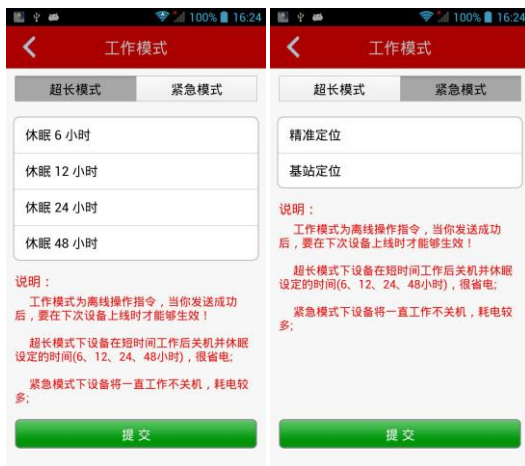 100% 16:24
工作模式
超长模式 紧急模式
休眠 6 小时
休眠 12 小时
休眠 24 小时
休眠 48 小时
说明：
工作模式为离线操作指令，当你发送成功
后，要在下次设备上线时才能够生效！
超长模式下设备在短时间工作后关机并休眠
设定的时间(6、12、24、48小时)，很省电;
紧急模式下设备将一直工作不关机，耗电较
多;
提交
100% 16:24
工作模式
超长模式 紧急模式
精准定位
基站定位
说明：
工作模式为离线操作指令，当你发送成功
后，要在下次设备上线时才能够生效！
超长模式下设备在短时间工作后关机并休眠
设定的时间(6、12、24、48小时)，很省电;
紧急模式下设备将一直工作不关机，耗电较
多;
提交